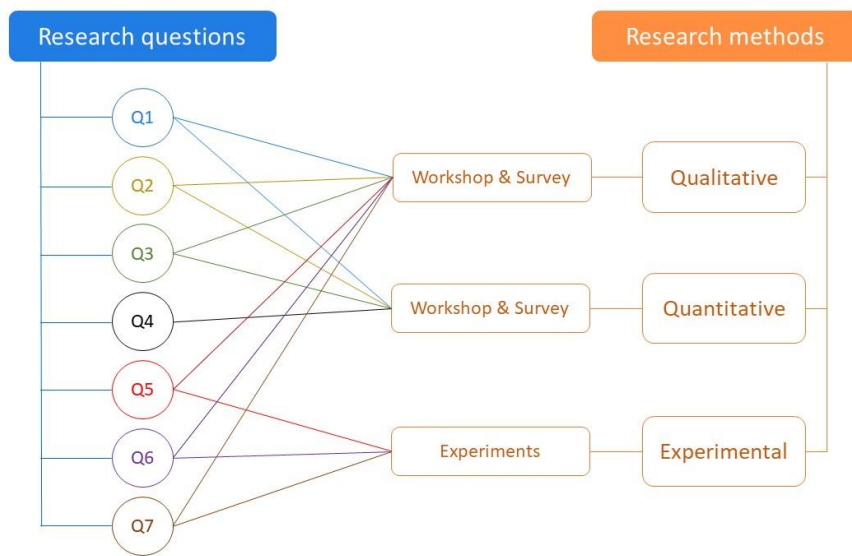 Research questions
Research methods
Q1
Q2
Q3
Q4
Q5
Q6
Q7
Workshop & Survey
Qualitative
Workshop & Survey
Quantitative
Experiments
Experimental